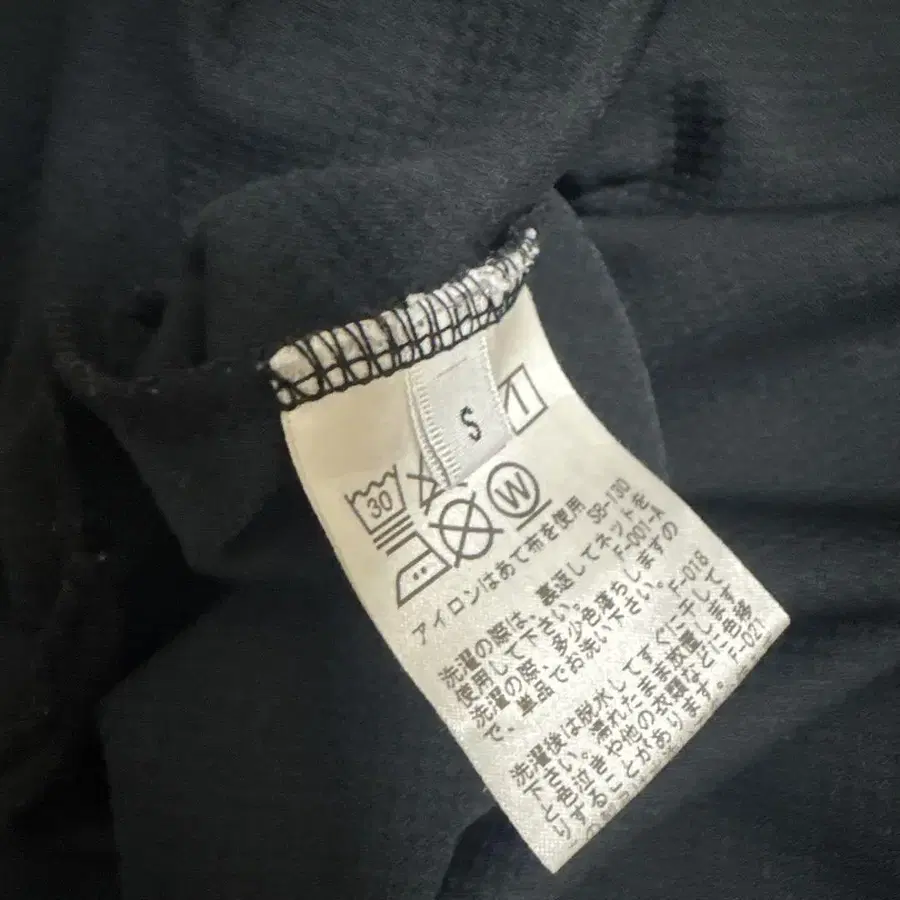 S
30
W
アイロンはあて布を使用
SB-130
洗濯の際は、裏返してネットを
使用して下さい。 F-001-A
洗濯の際、多少色落ちしますの
で、単品でお洗い下さい。 F-018
洗濯後は脱水してすぐに干して
下さい。濡れたまま放置します
と色泣きや他の衣類などに色移
りすることがあります。 F-021